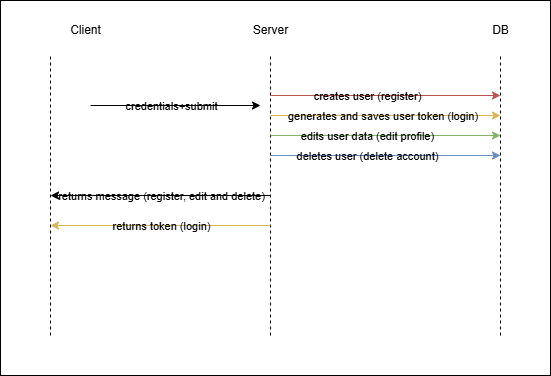 Client
Server
DB
creates user (register)
credentials+submit
generates and saves user token (login)
edits user data (edit profile)
deletes user (delete account)
returns message (register, edit and delete)
returns token (login)